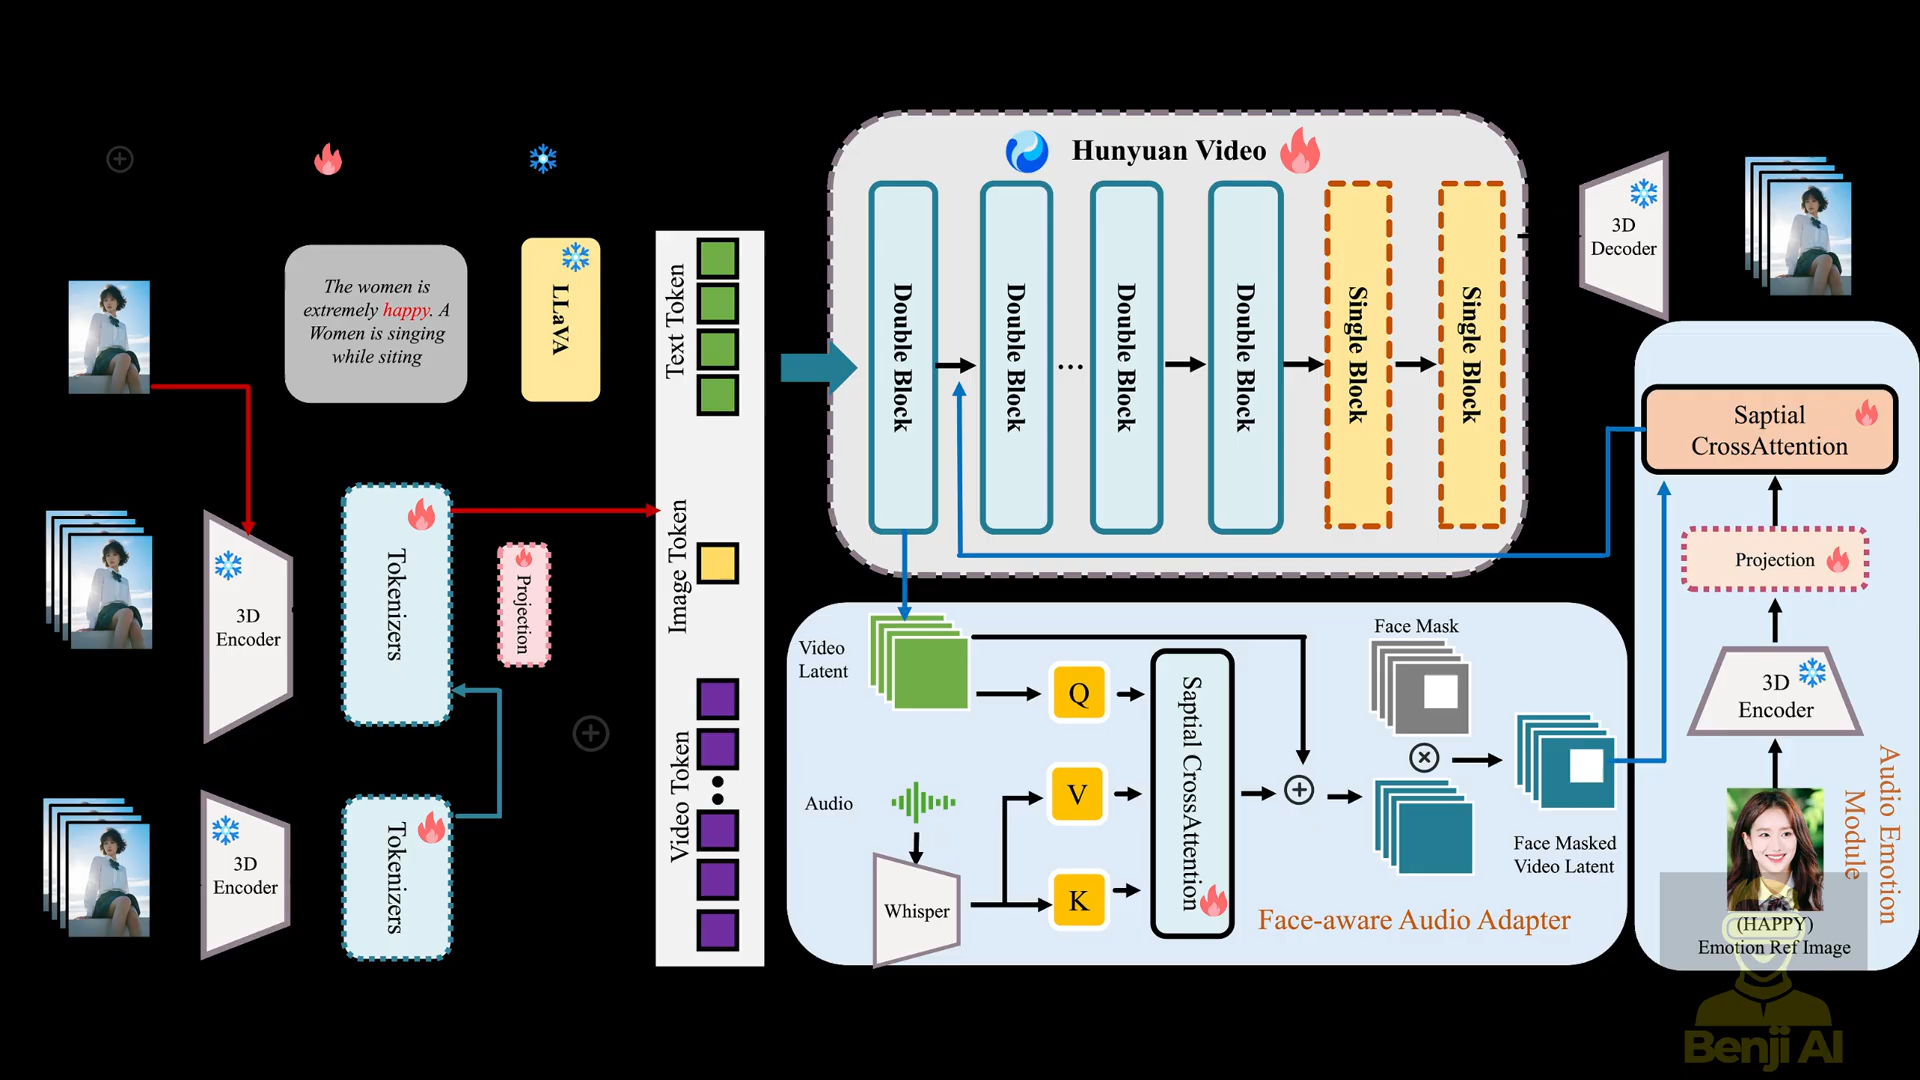 Hunyuan Video
Double Block
Double Block
...
Double Block
Double Block
Single Block
Single Block
3D
Decoder
The women is
extremely happy. A
Women is singing
while siting
LLaVA
Text Token
Image Token
Video Token
3D
Encoder
Tokenizers
Projection
3D
Encoder
Tokenizers
Video
Latent
Audio
Whisper
Q
V
K
Saptial CrossAttention
Face Mask
Face Masked
Video Latent
Face-aware Audio Adapter
Saptial
CrossAttention
Projection
3D
Encoder
Audio Emotion
Module
(HAPPY)
Emotion Ref Image
Benji AI